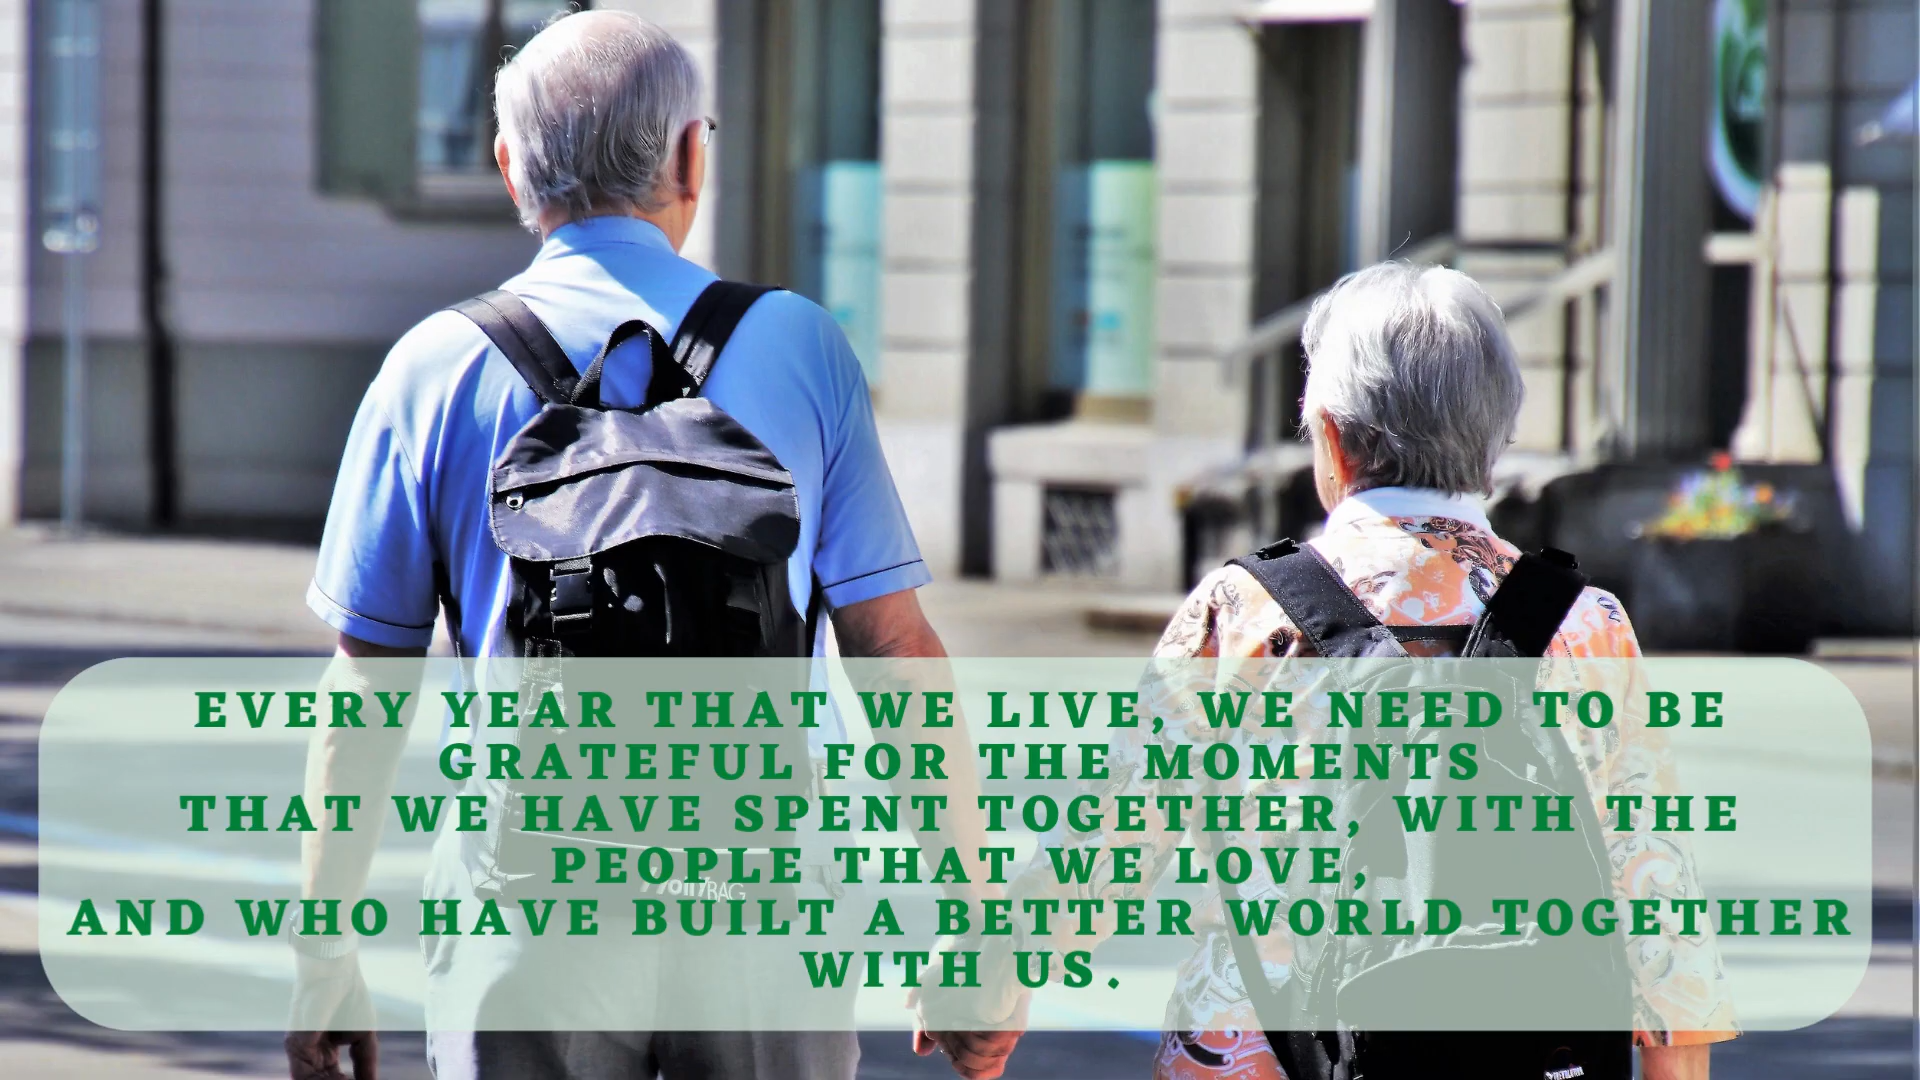 EVERY YEAR THAT WE LIVE, WE NEED TO BE
GRATEFUL FOR THE MOMENTS
THAT WE HAVE SPENT TOGETHER, WITH THE
PEOPLE THAT WE LOVE,
AND WHO HAVE BUILT A BETTER WORLD TOGETHER
WITH US.
BAG